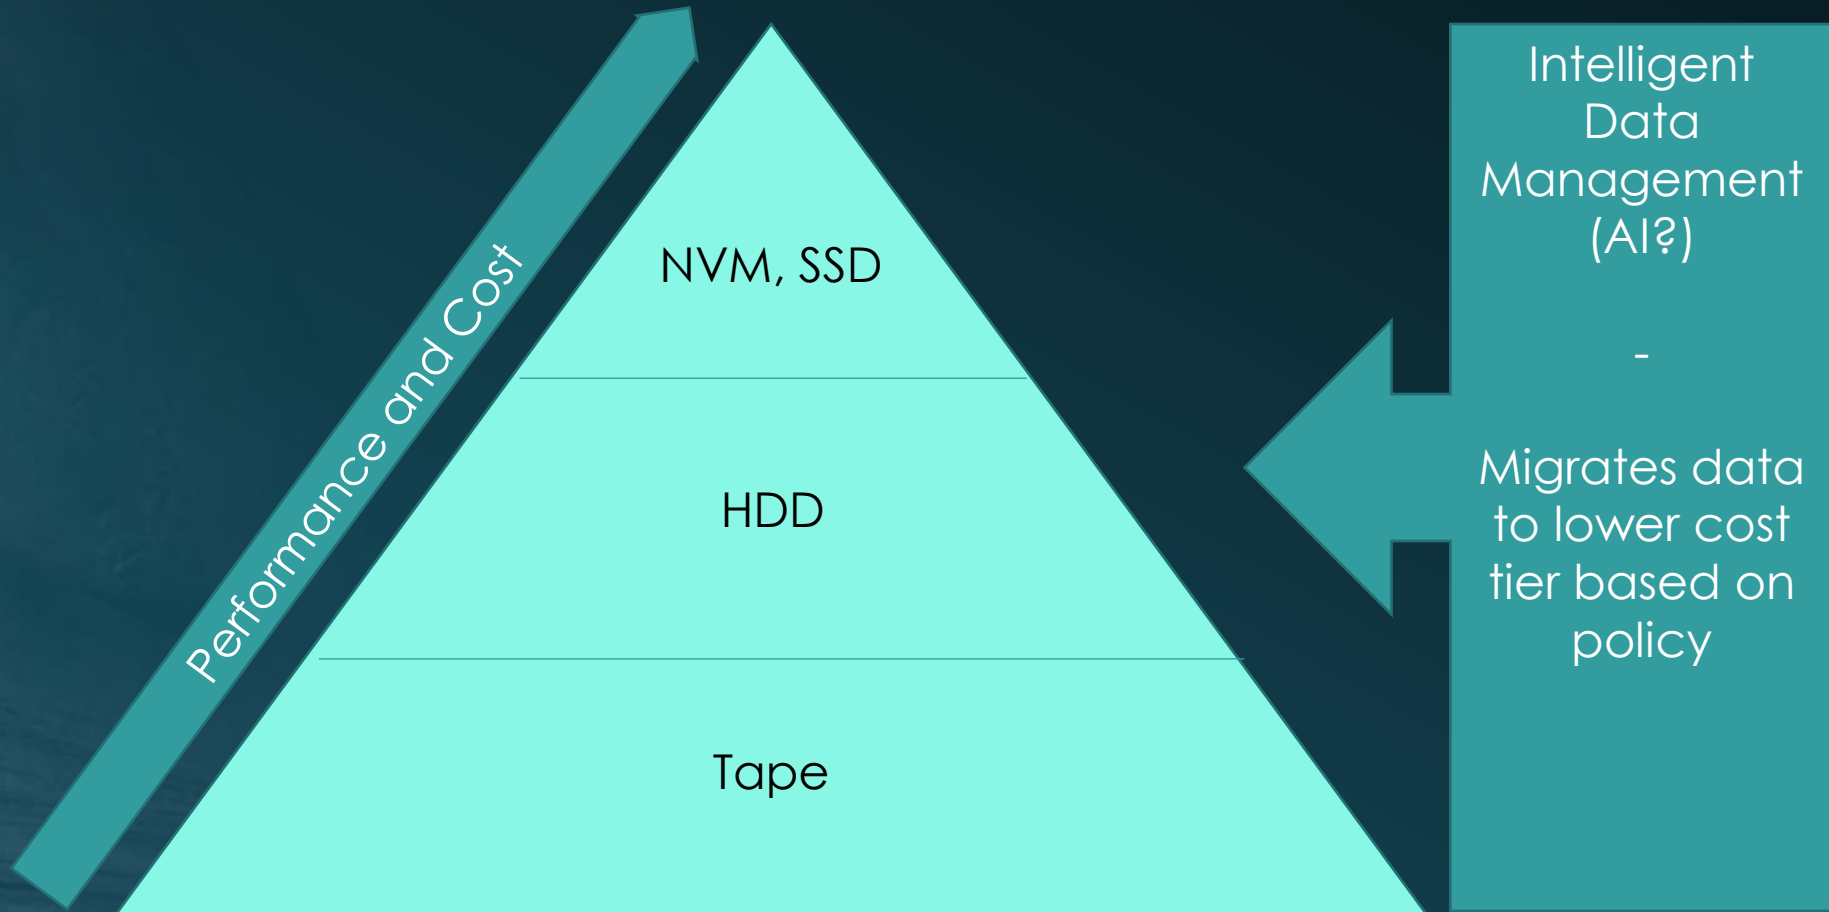 Performance and Cost
NVM, SSD
HDD
Tape
Intelligent
Data
Management
(AI?)
-
Migrates data
to lower cost
tier based on
policy